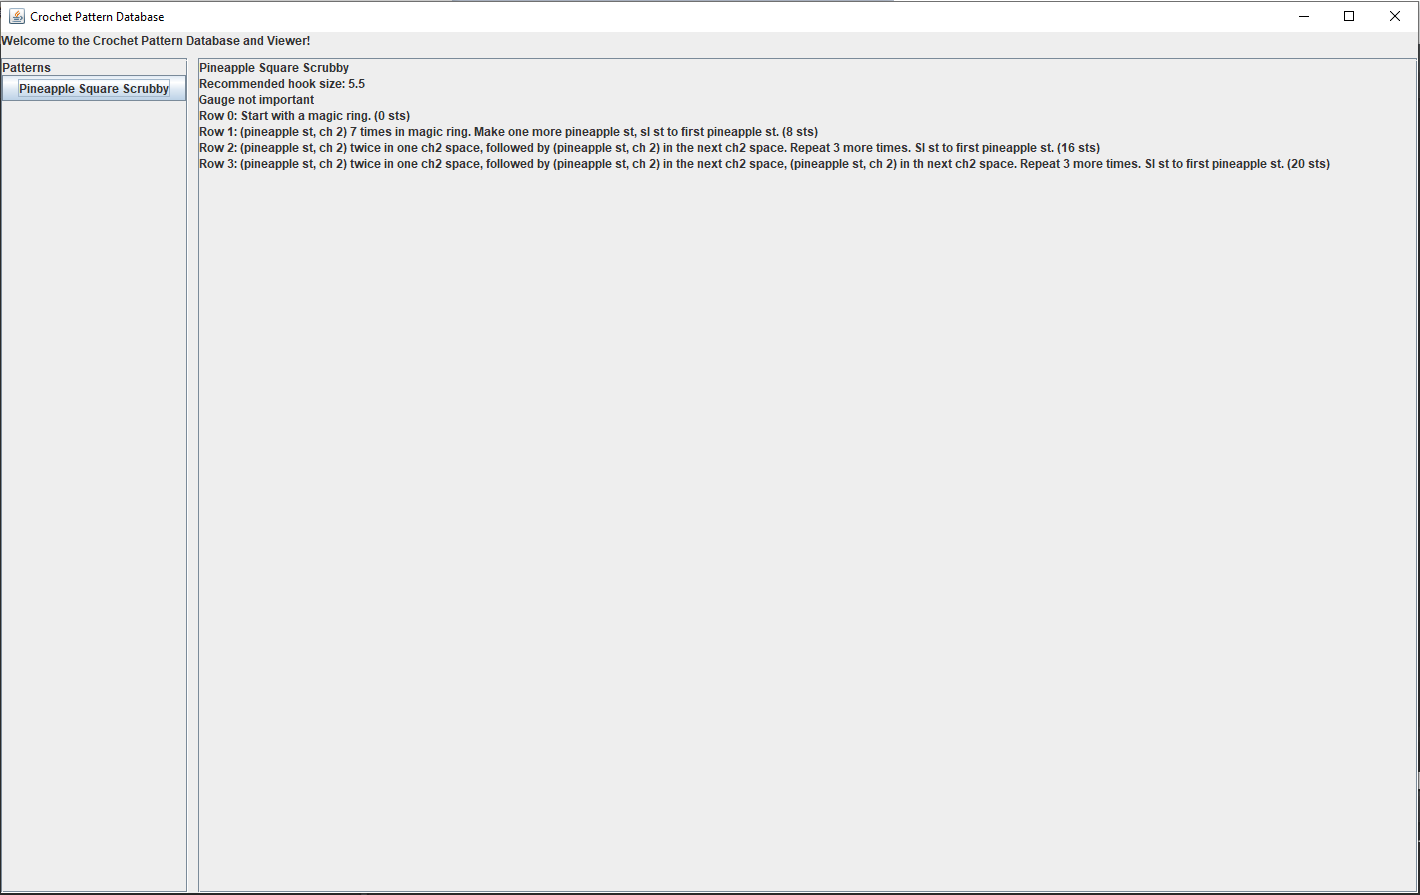 Crochet Pattern Database
Welcome to the Crochet Pattern Database and Viewer!
Patterns
Pineapple Square Scrubby
Pineapple Square Scrubby
Recommended hook size: 5.5
Gauge not important
Row 0: Start with a magic ring. (0 sts)
Row 1: (pineapple st, ch 2) 7 times in magic ring. Make one more pineapple st, sl st to first pineapple st. (8 sts)
Row 2: (pineapple st, ch 2) twice in one ch2 space, followed by (pineapple st, ch 2) in the next ch2 space. Repeat 3 more times. Sl st to first pineapple st. (16 sts)
Row 3: (pineapple st, ch 2) twice in one ch2 space, followed by (pineapple st, ch 2) in the next ch2 space, (pineapple st, ch 2) in th next ch2 space. Repeat 3 more times. Sl st to first pineapple st. (20 sts)